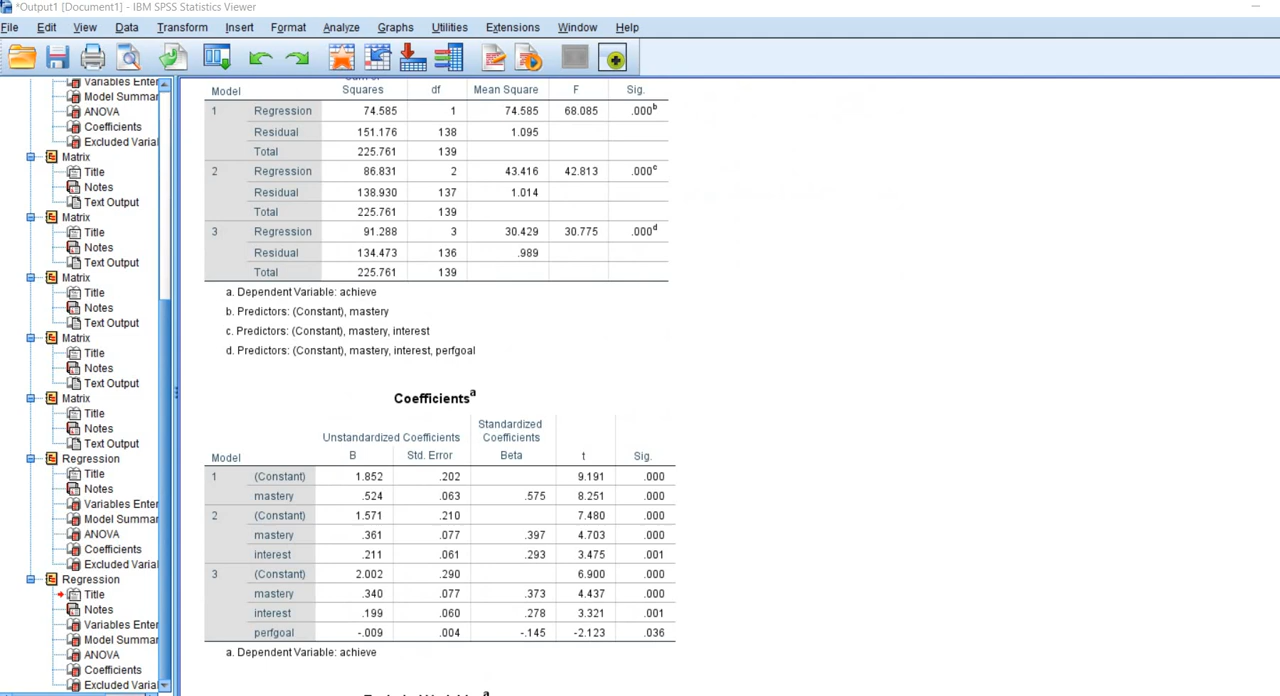 *Output1 [Document1] - IBM SPSS Statistics Viewer
File Edit View Data Transform Insert Format Analyze Graphs Utilities Extensions Window Help
Variables Enter
Model Summar
ANOVA
Coefficients
Excluded Varial
Matrix
Title
Notes
Text Output
Matrix
Title
Notes
Text Output
Matrix
Title
Notes
Text Output
Matrix
Title
Notes
Text Output
Matrix
Title
Notes
Text Output
Regression
Title
Notes
Variables Enter
Model Summar
ANOVA
Coefficients
Excluded Varial
Regression
Title
Notes
Variables Enter
Model Summar
ANOVA
Coefficients
Excluded Varial
Model Squares df Mean Square F Sig.
1 Regression 74.585 1 74.585 68.085 .000b
Residual 151.176 138 1.095
Total 225.761 139
2 Regression 86.831 2 43.416 42.813 .000c
Residual 138.930 137 1.014
Total 225.761 139
3 Regression 91.288 3 30.429 30.775 .000d
Residual 134.473 136 .989
Total 225.761 139
a. Dependent Variable: achieve
b. Predictors: (Constant), mastery
c. Predictors: (Constant), mastery, interest
d. Predictors: (Constant), mastery, interest, perfgoal
Coefficientsa
Unstandardized Coefficients Standardized Coefficients
Model B Std. Error Beta t Sig.
1 (Constant) 1.852 .202 9.191 .000
mastery .524 .063 .575 8.251 .000
2 (Constant) 1.571 .210 7.480 .000
mastery .361 .077 .397 4.703 .000
interest .211 .061 .293 3.475 .001
3 (Constant) 2.002 .290 6.900 .000
mastery .340 .077 .373 4.437 .000
interest .199 .060 .278 3.321 .001
perfgoal -.009 .004 -.145 -2.123 .036
a. Dependent Variable: achieve